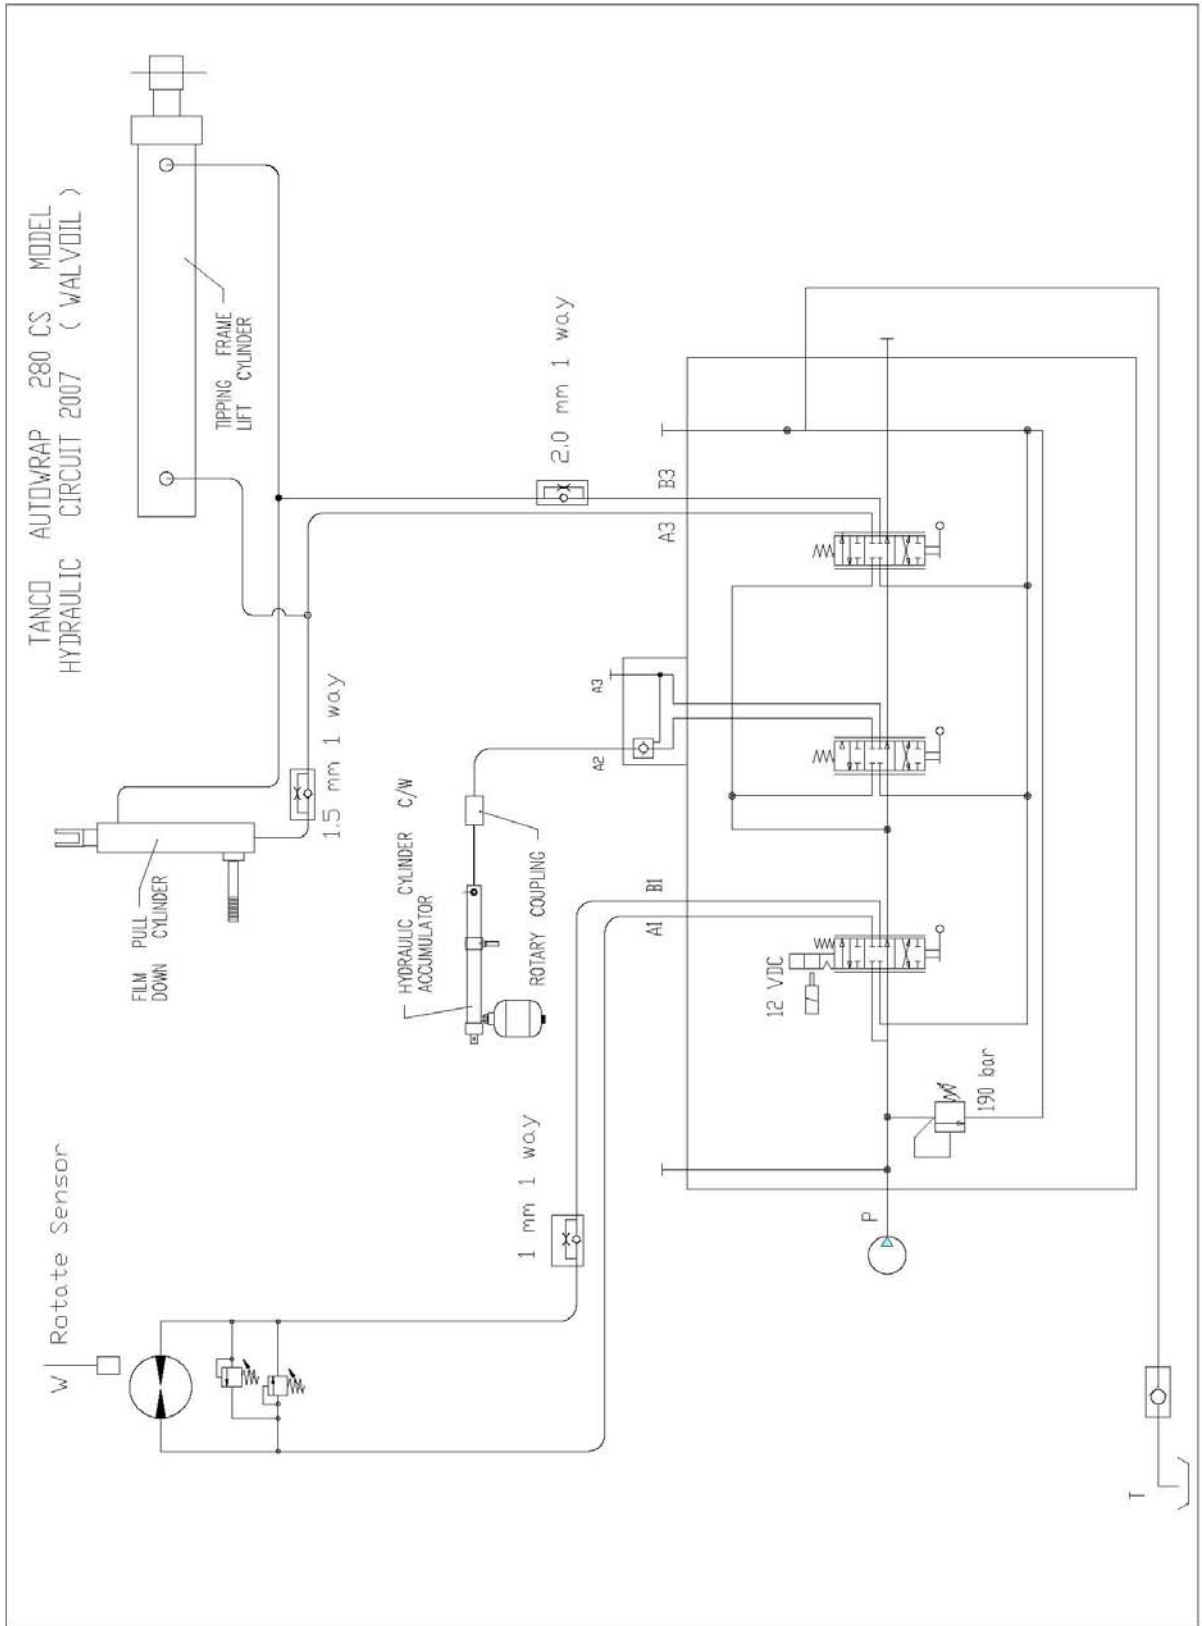 TANCO AUTOWRAP 280 CS MODEL
HYDRAULIC CIRCUIT 2007 ( WALVOIL )
TIPPING FRAME
LIFT CYLINDER
FILM PULL
DOWN CYLINDER
1.5 mm 1 way
2.0 mm 1 way
HYDRAULIC CYLINDER C/W
ACCUMULATOR
ROTARY COUPLING
W Rotate Sensor
1 mm 1 way
A1
B1
A2
A3
A3
B3
12 VDC
190 bar
P
T